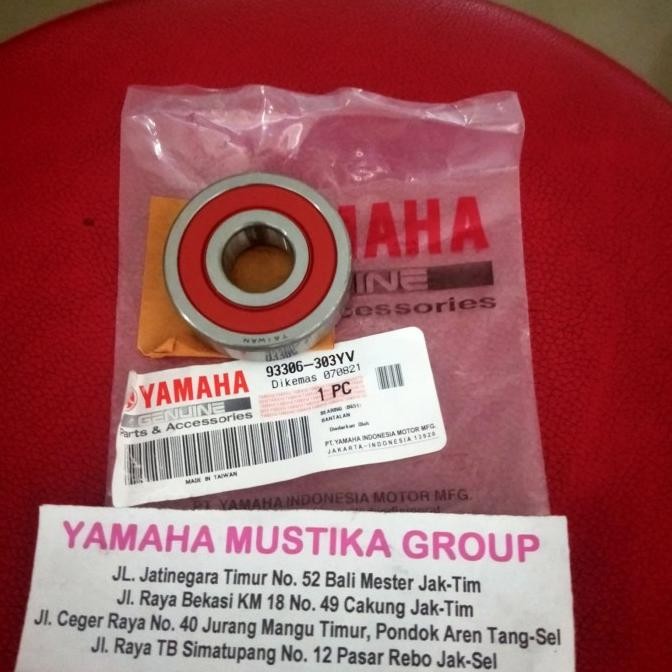 YAMAHA
GENUINE
Accessories
TAIWAN
93306-303YV
Dikemas 070821
1 PC
YAMAHA
GENUINE
Parts & Accessories
BANTALAN
Diedarkan Oleh
PT.YAMAHA INDONESIA MOTOR MFG.
JAKARTA-INDONESIA 13920
MADE IN TAIWAN
PT. YAMAHA INDONESIA MOTOR MFG.
YAMAHA MUSTIKA GROUP
JL. Jatinegara Timur No. 52 Bali Mester Jak-Tim
Jl. Raya Bekasi KM 18 No. 49 Cakung Jak-Tim
Jl. Ceger Raya No. 40 Jurang Mangu Timur, Pondok Aren Tang-Sel
Jl. Raya TB Simatupang No. 12 Pasar Rebo Jak-Sel